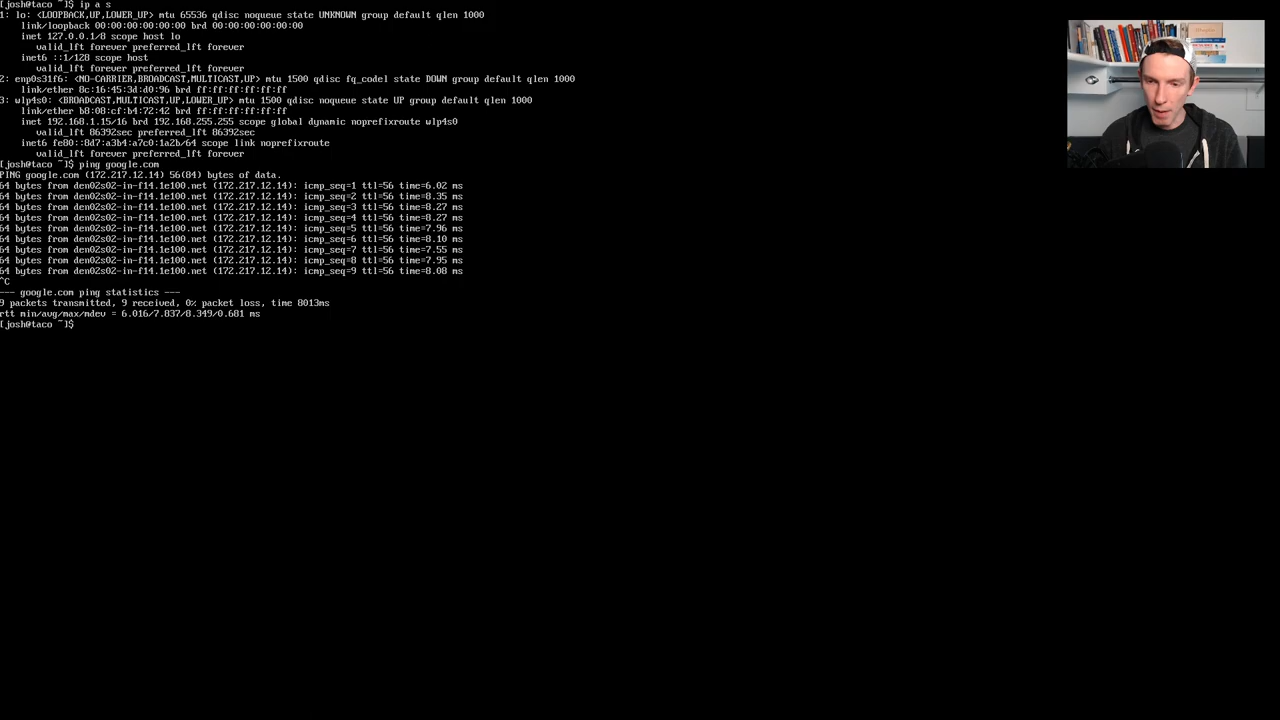 [josh@taco ~]$ ip a s
1: lo: <LOOPBACK,UP,LOWER_UP> mtu 65536 qdisc noqueue state UNKNOWN group default qlen 1000
link/loopback 00:00:00:00:00:00 brd 00:00:00:00:00:00
inet 127.0.0.1/8 scope host lo
valid_lft forever preferred_lft forever
inet6 ::1/128 scope host
valid_lft forever preferred_lft forever
2: enp0s31f6: <NO-CARRIER,BROADCAST,MULTICAST,UP> mtu 1500 qdisc fq_codel state DOWN group default qlen 1000
link/ether 8c:16:45:3d:d0:96 brd ff:ff:ff:ff:ff:ff
3: wlp4s0: <BROADCAST,MULTICAST,UP,LOWER_UP> mtu 1500 qdisc noqueue state UP group default qlen 1000
link/ether b8:08:cf:b4:72:42 brd ff:ff:ff:ff:ff:ff
inet 192.168.1.15/16 brd 192.168.255.255 scope global dynamic noprefixroute wlp4s0
valid_lft 86392sec preferred_lft 86392sec
inet6 fe80::8d7:a3b4:a7c0:1a2b/64 scope link noprefixroute
valid_lft forever preferred_lft forever
[josh@taco ~]$ ping google.com
PING google.com (172.217.12.14) 56(84) bytes of data.
64 bytes from den02s02-in-f14.1e100.net (172.217.12.14): icmp_seq=1 ttl=56 time=6.02 ms
64 bytes from den02s02-in-f14.1e100.net (172.217.12.14): icmp_seq=2 ttl=56 time=8.35 ms
64 bytes from den02s02-in-f14.1e100.net (172.217.12.14): icmp_seq=3 ttl=56 time=8.27 ms
64 bytes from den02s02-in-f14.1e100.net (172.217.12.14): icmp_seq=4 ttl=56 time=8.27 ms
64 bytes from den02s02-in-f14.1e100.net (172.217.12.14): icmp_seq=5 ttl=56 time=7.96 ms
64 bytes from den02s02-in-f14.1e100.net (172.217.12.14): icmp_seq=6 ttl=56 time=8.10 ms
64 bytes from den02s02-in-f14.1e100.net (172.217.12.14): icmp_seq=7 ttl=56 time=7.55 ms
64 bytes from den02s02-in-f14.1e100.net (172.217.12.14): icmp_seq=8 ttl=56 time=7.95 ms
64 bytes from den02s02-in-f14.1e100.net (172.217.12.14): icmp_seq=9 ttl=56 time=8.08 ms
^C
--- google.com ping statistics ---
9 packets transmitted, 9 received, 0% packet loss, time 8013ms
rtt min/avg/max/mdev = 6.016/7.837/8.349/0.681 ms
[josh@taco ~]$